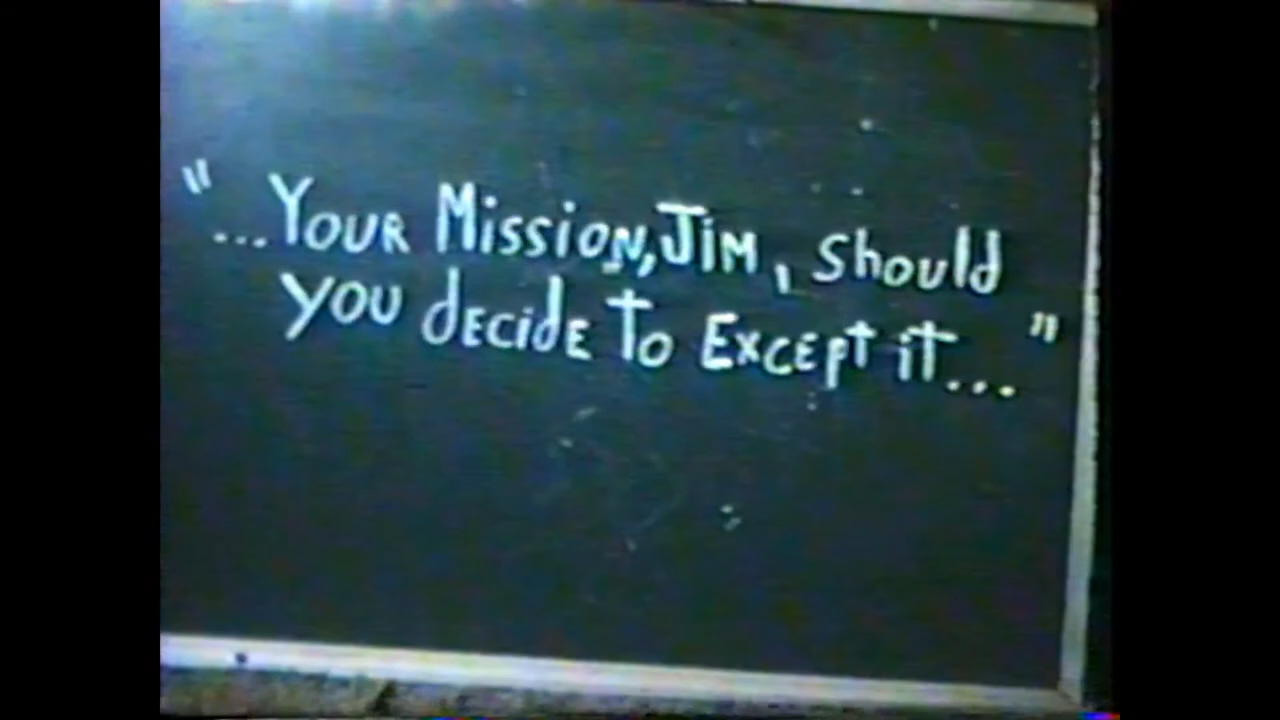 "...Your Mission, Jim, should
you decide to Except it..."